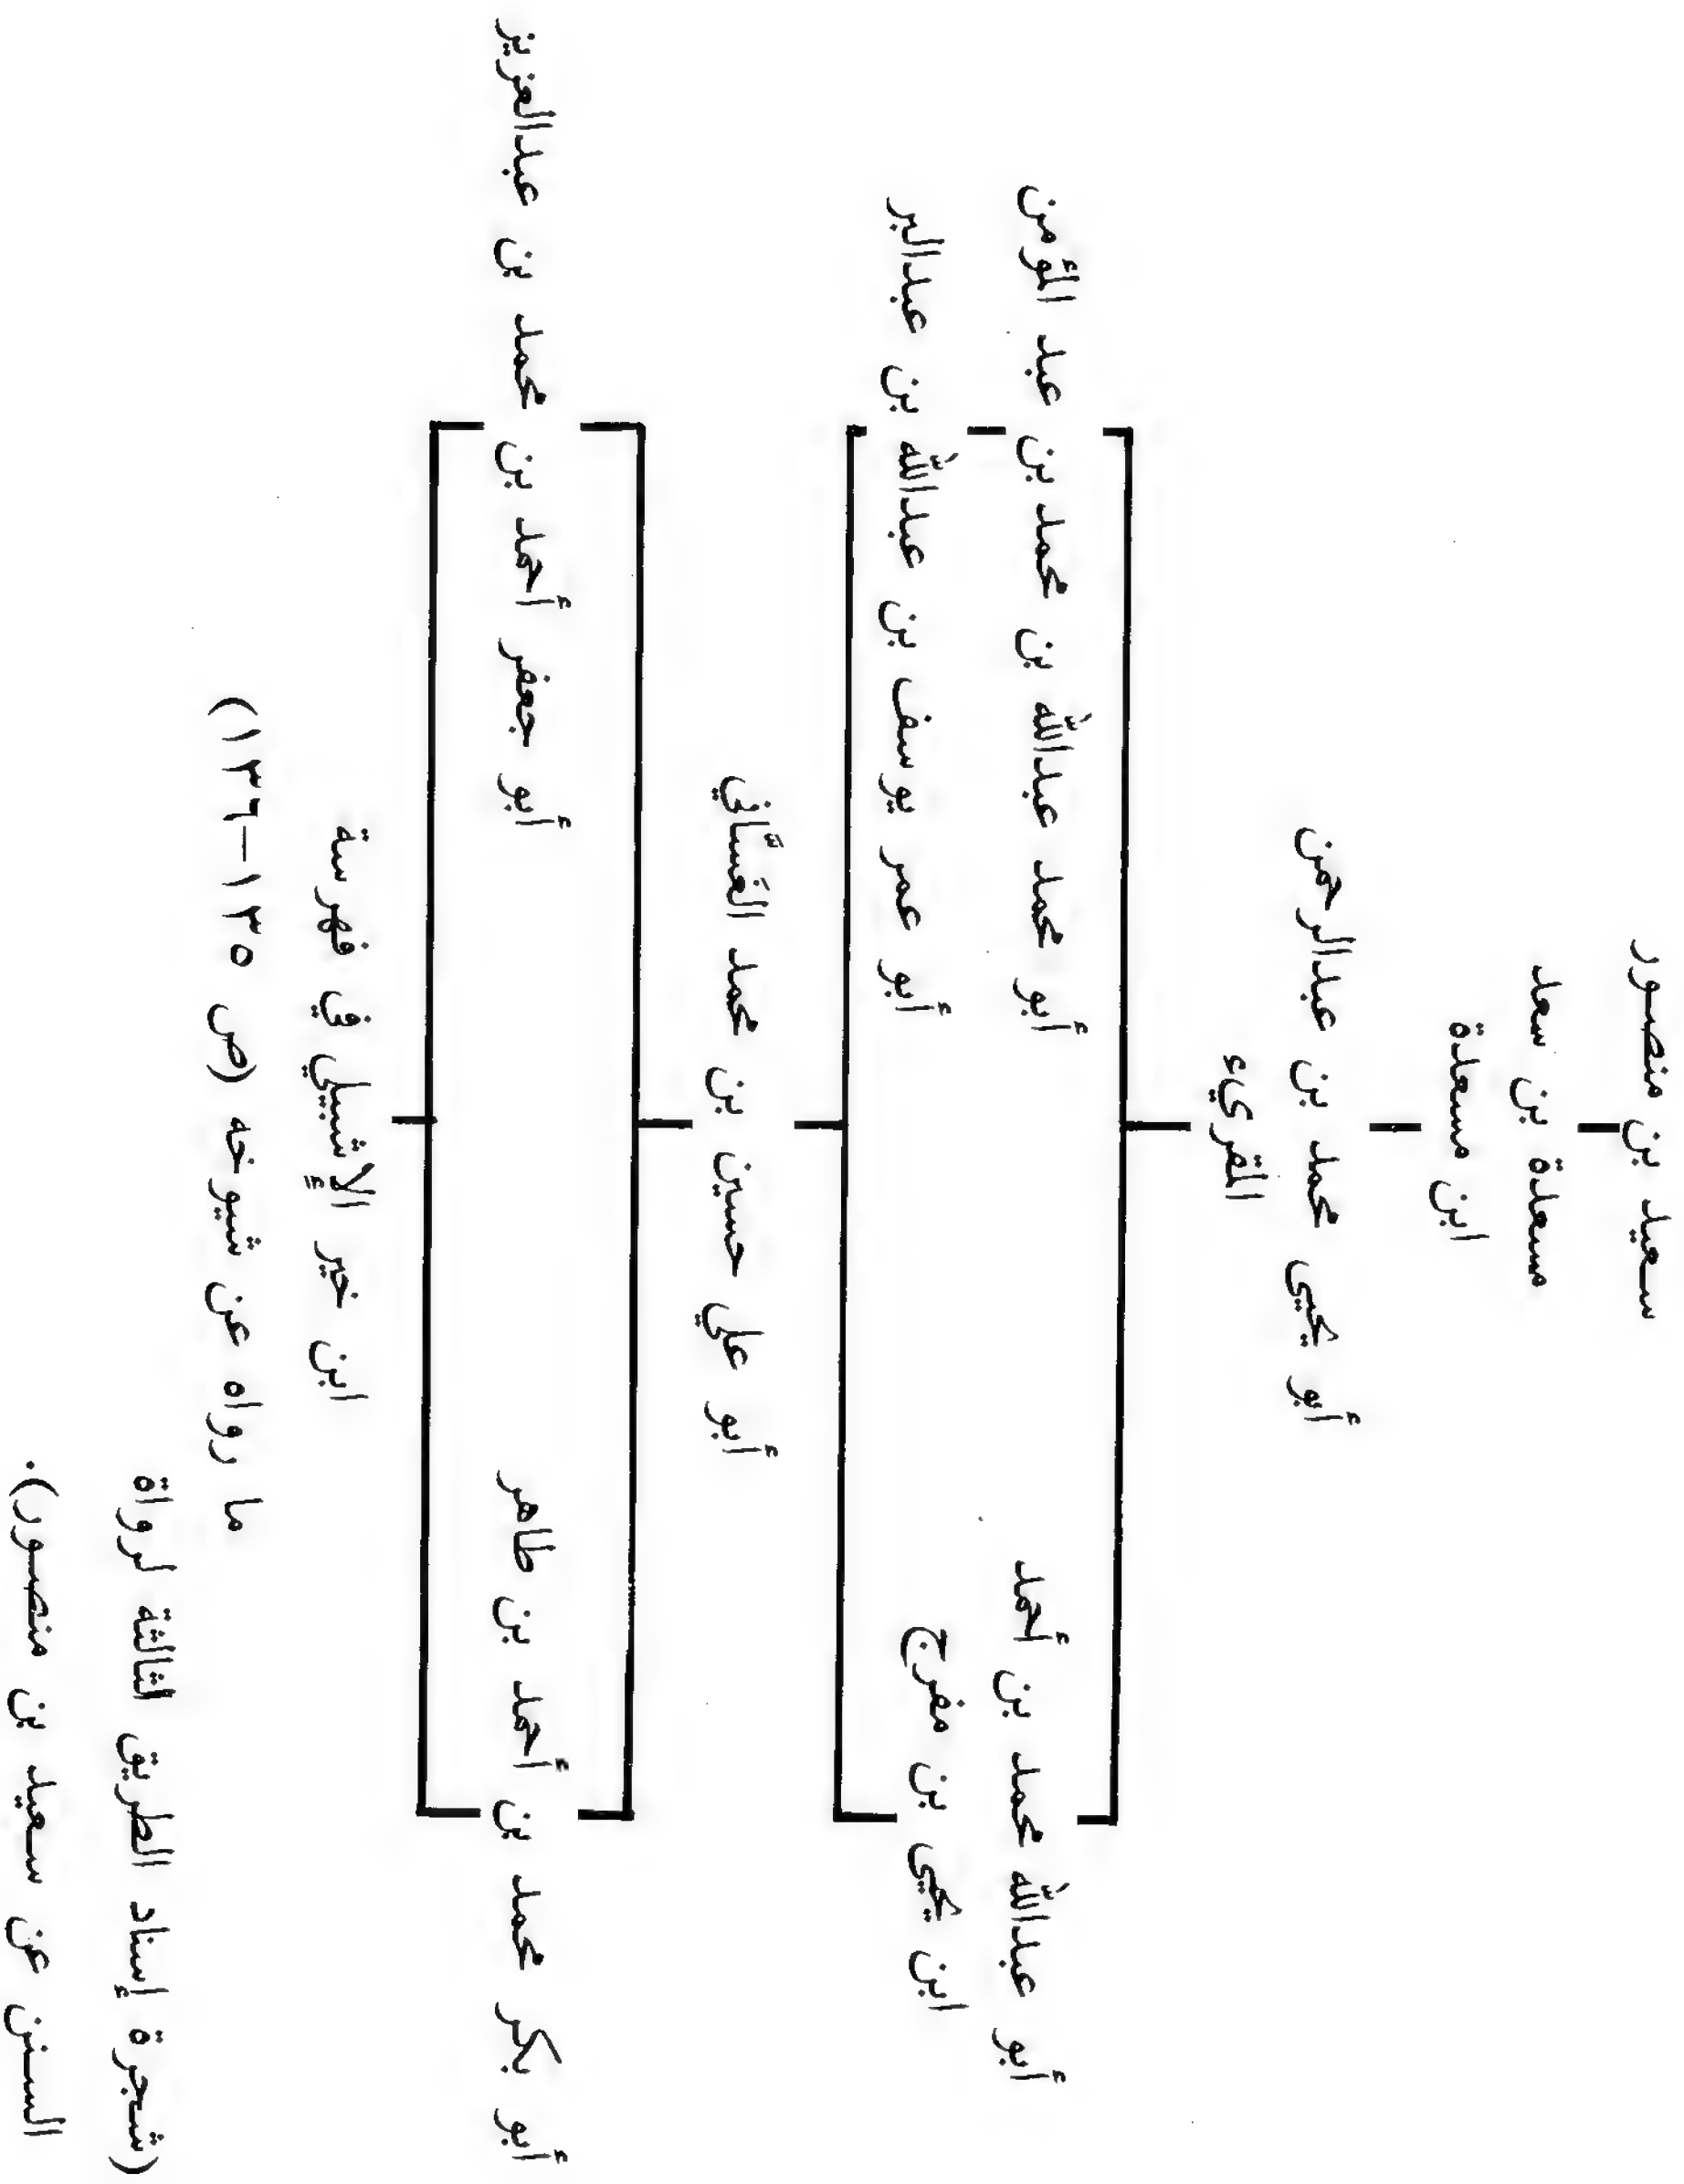 سعيد بن منصور
مسعدة بن سعد
ابن مسعدة
أبو يحيى محمد بن عبدالرحمن
المقريء
أبو عبدالله محمد بن أحمد
ابن يحيى بن مفرج
أبو محمد عبدالله بن محمد بن عبد المؤمن
أبو عمر يوسف بن عبدالله بن عبدالبر
أبو علي حسين بن محمد الغسَّاني
أبو بكر محمد بن أحمد بن طاهر
أبو جعفر أحمد بن محمد بن عبدالعزيز
ابن خير الإشبيلي في فهرسة
ما رواه عن شيوخه (ص ١٣٥-١٣٦)
(شجرة إسناد الطريق الثالثة لرواة
السنن عن سعيد بن منصور).